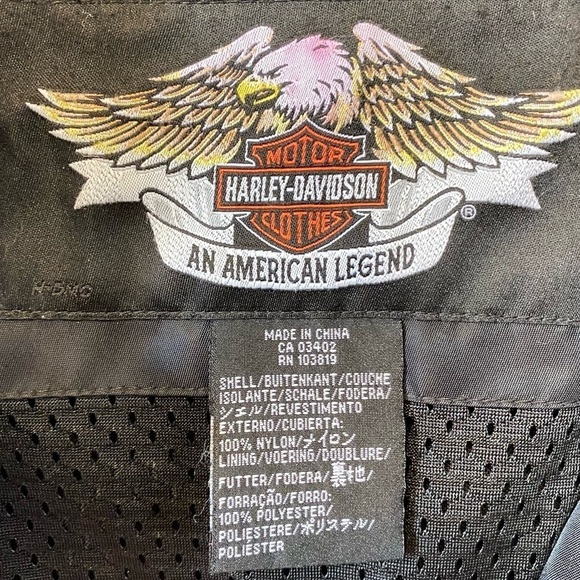 MOTOR
HARLEY-DAVIDSON
CLOTHES
®
AN AMERICAN LEGEND
H-DMC
MADE IN CHINA
CA 03402
RN 103819
SHELL/BUITENKANT/COUCHE
ISOLANTE/SCHALE/FODERA/
シェル/REVESTIMENTO
EXTERNO/CUBIERTA:
100% NYLON/ナイロン
LINING/VOERING/DOUBLURE/
FUTTER/FODERA/裏地/
FORRAÇÃO/FORRO:
100% POLYESTER/
POLIESTERE/ポリステル/
POLIÉSTER